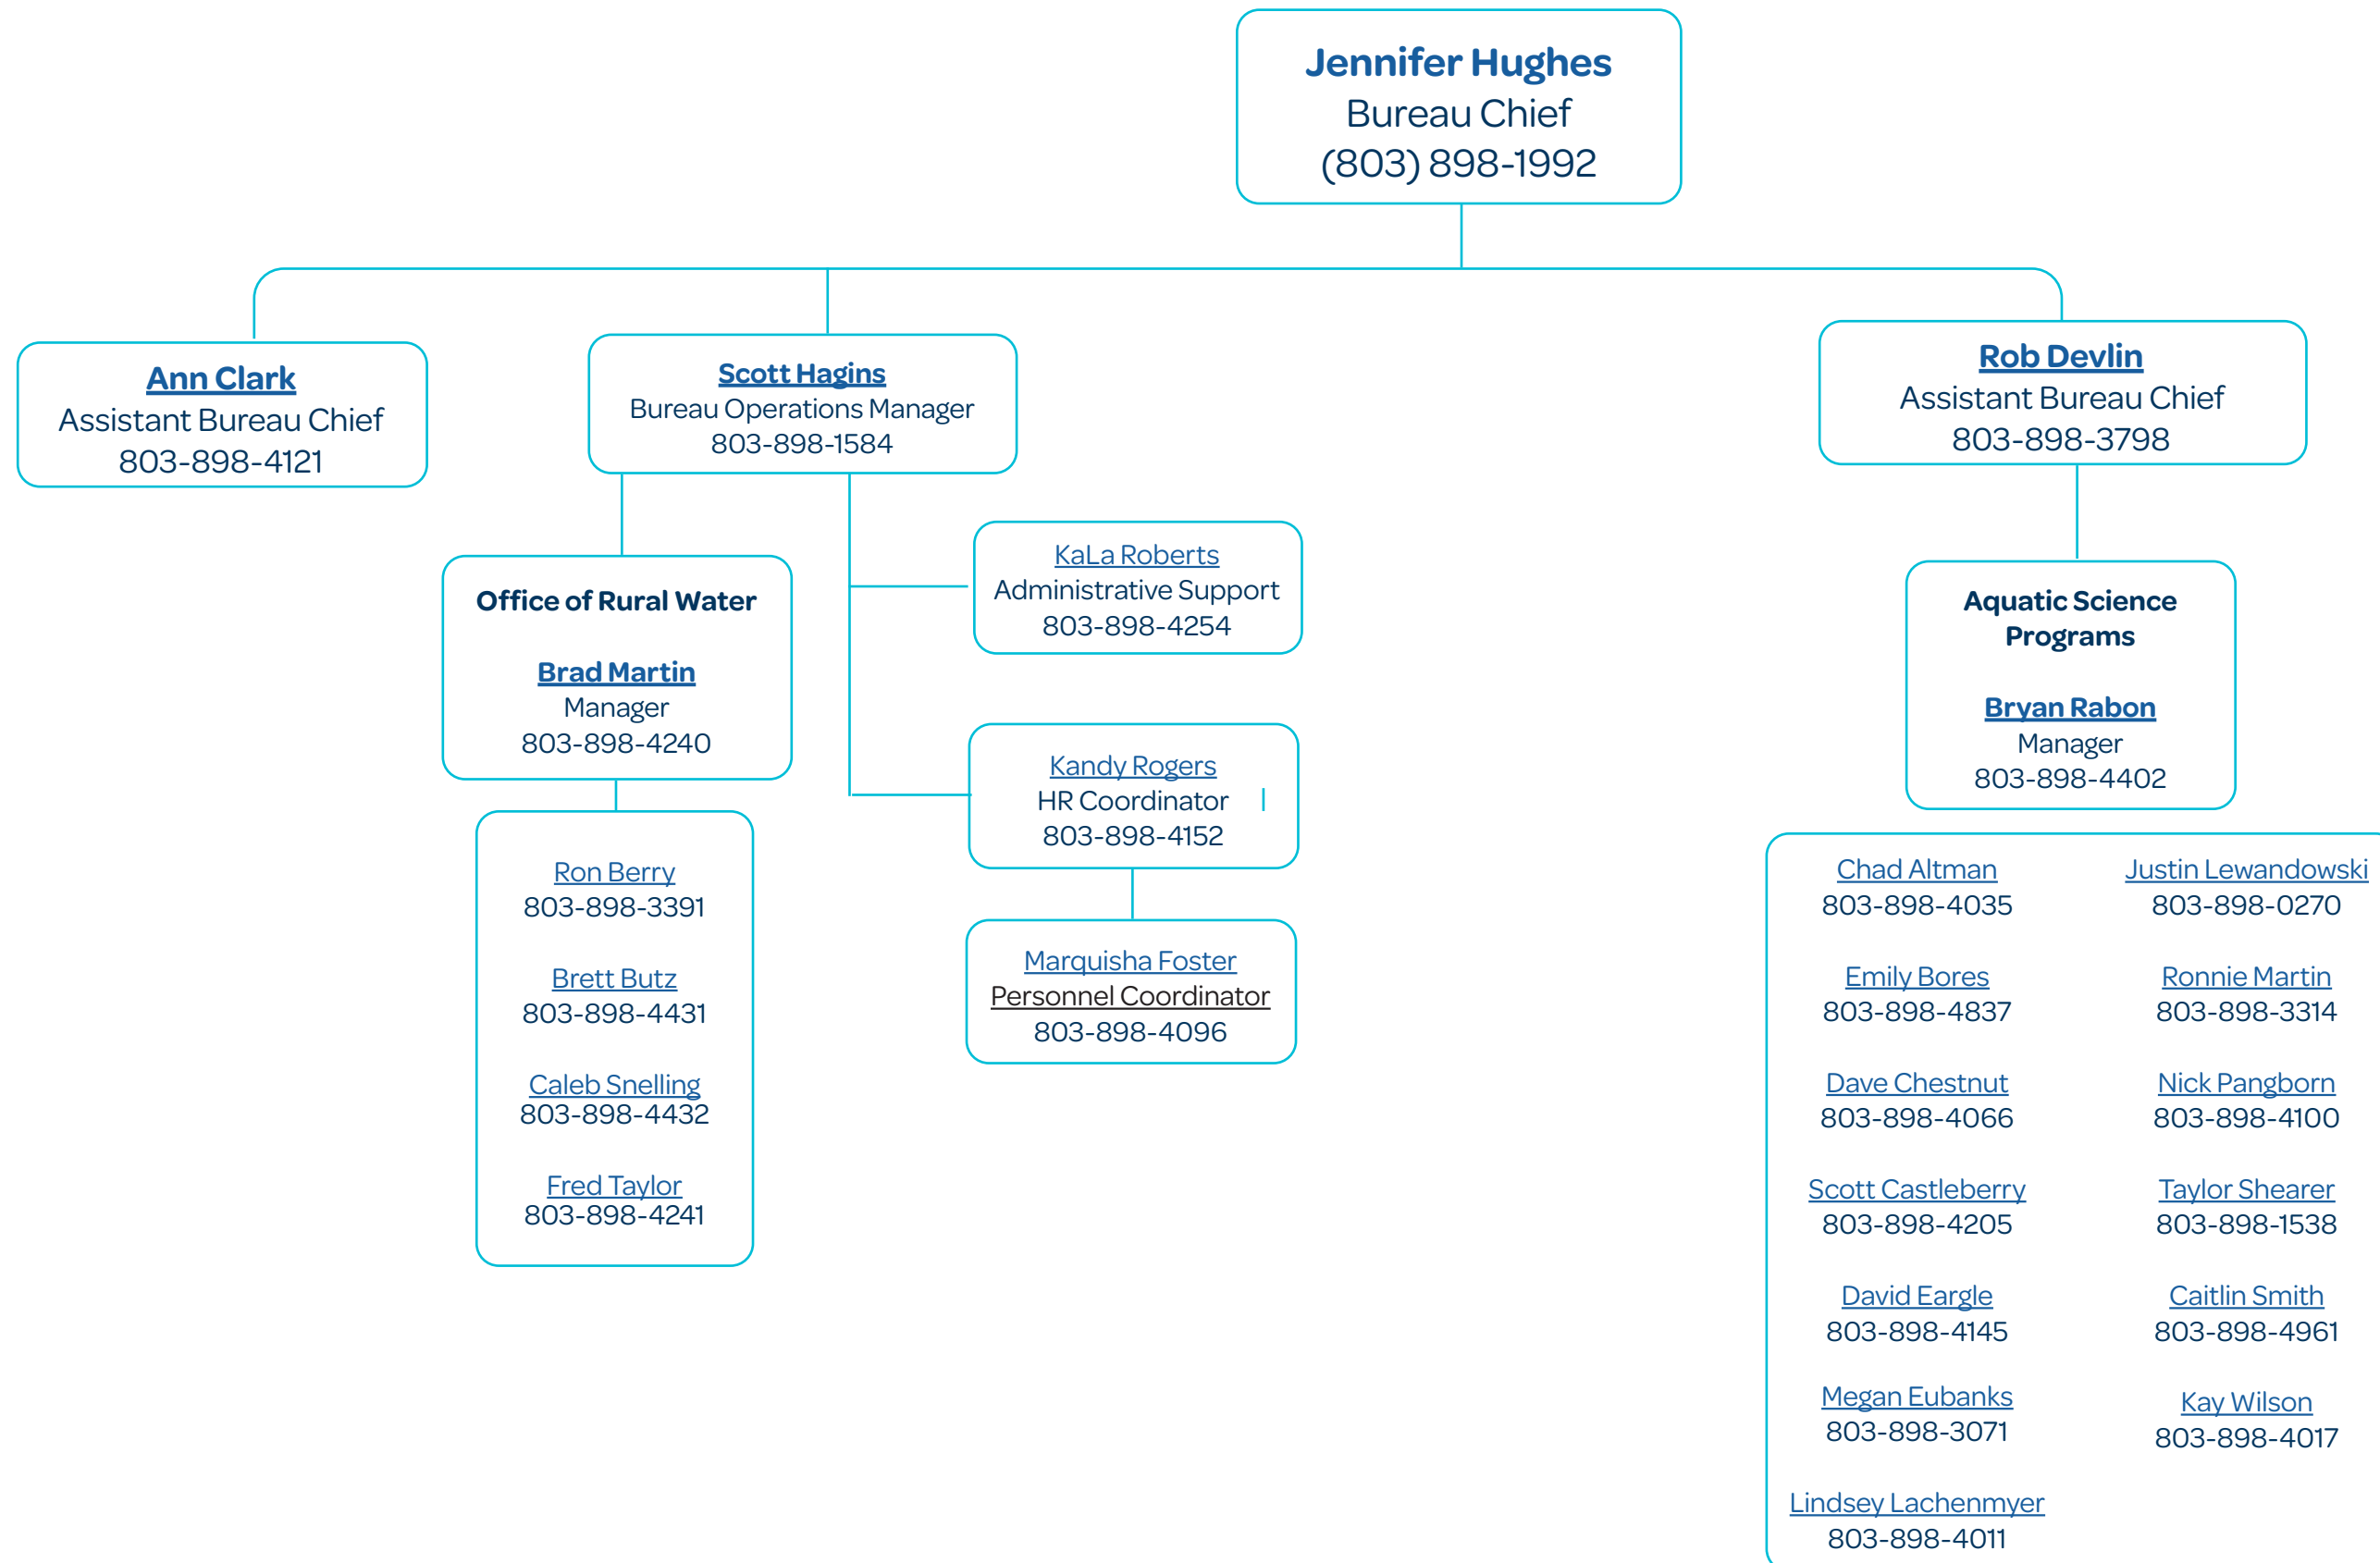 Jennifer Hughes
Bureau Chief
(803) 898-1992
Ann Clark
Assistant Bureau Chief
803-898-4121
Scott Hagins
Bureau Operations Manager
803-898-1584
Rob Devlin
Assistant Bureau Chief
803-898-3798
Office of Rural Water
Brad Martin
Manager
803-898-4240
Ron Berry
803-898-3391
Brett Butz
803-898-4431
Caleb Snelling
803-898-4432
Fred Taylor
803-898-4241
KaLa Roberts
Administrative Support
803-898-4254
Kandy Rogers
HR Coordinator
803-898-4152
Marquisha Foster
Personnel Coordinator
803-898-4096
Aquatic Science
Programs
Bryan Rabon
Manager
803-898-4402
Chad Altman
803-898-4035
Emily Bores
803-898-4837
Dave Chestnut
803-898-4066
Scott Castleberry
803-898-4205
David Eargle
803-898-4145
Megan Eubanks
803-898-3071
Lindsey Lachenmyer
803-898-4011
Justin Lewandowski
803-898-0270
Ronnie Martin
803-898-3314
Nick Pangborn
803-898-4100
Taylor Shearer
803-898-1538
Caitlin Smith
803-898-4961
Kay Wilson
803-898-4017